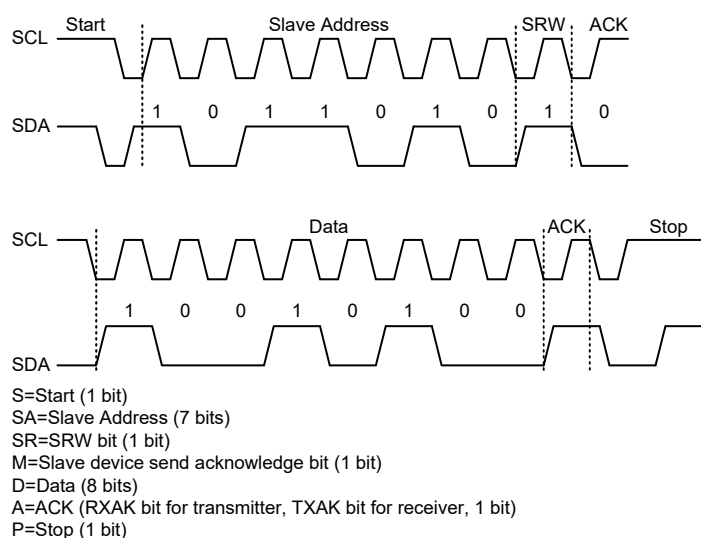 Start Slave Address SRW ACK
SCL
1 0 1 1 0 1 0 1 0
SDA
Data ACK Stop
SCL
1 0 0 1 0 1 0 0
SDA
S=Start (1 bit)
SA=Slave Address (7 bits)
SR=SRW bit (1 bit)
M=Slave device send acknowledge bit (1 bit)
D=Data (8 bits)
A=ACK (RXAK bit for transmitter, TXAK bit for receiver, 1 bit)
P=Stop (1 bit)